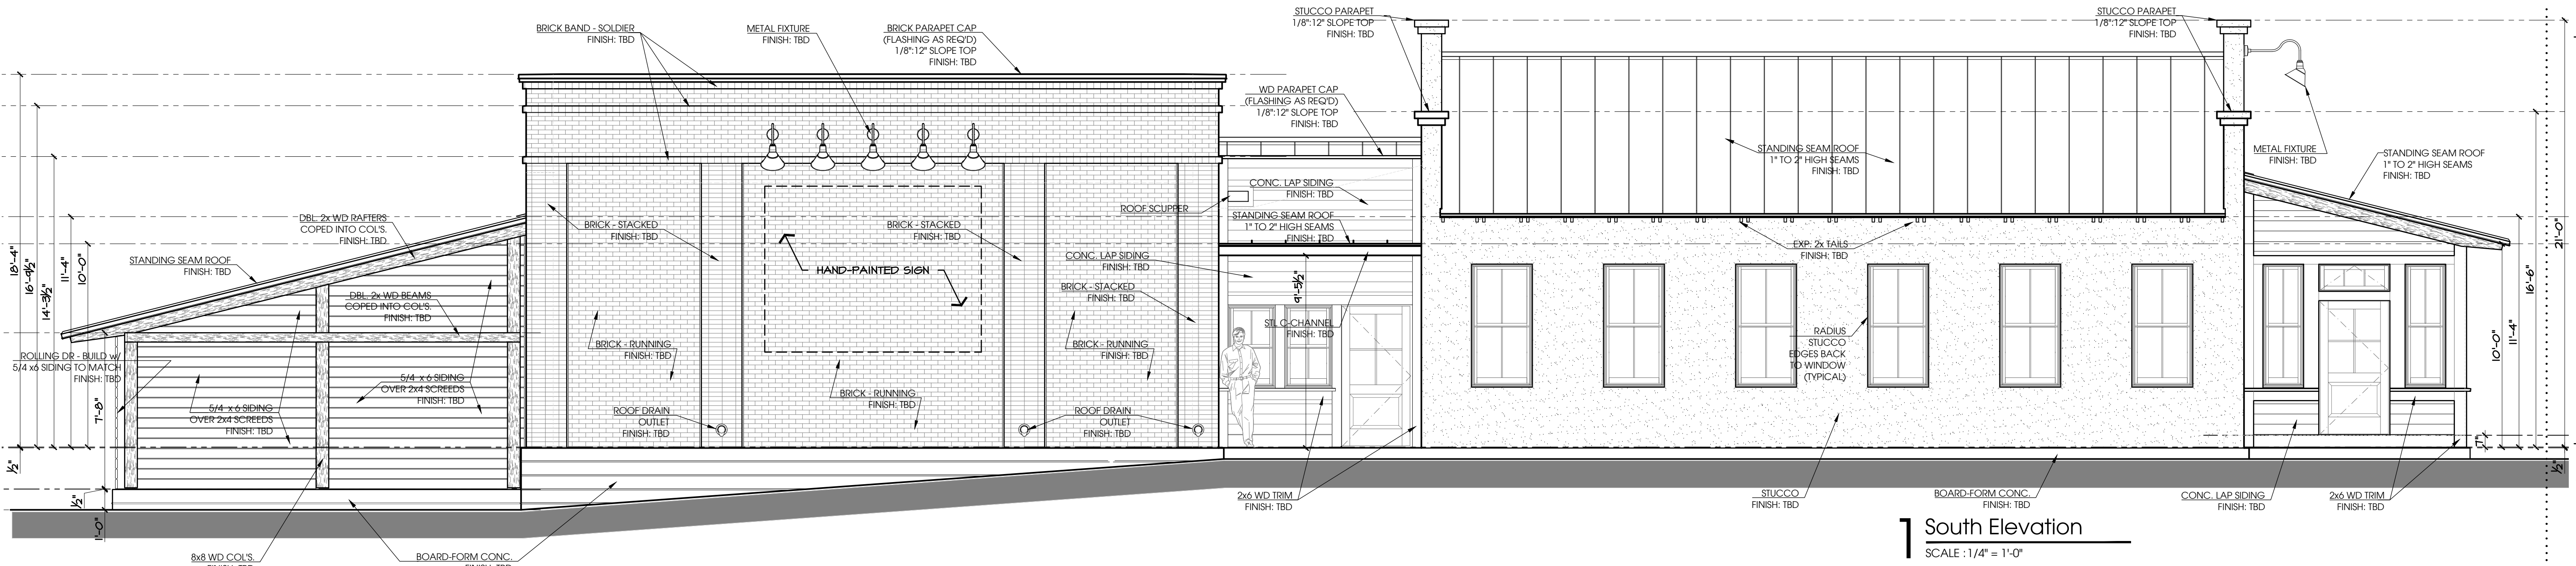 BRICK BAND - SOLDIER
FINISH: TBD
METAL FIXTURE
FINISH: TBD
BRICK PARAPET CAP
(FLASHING AS REQ'D)
1/8":12" SLOPE TOP
FINISH: TBD
STUCCO PARAPET
1/8":12" SLOPE TOP
FINISH: TBD
STUCCO PARAPET
1/8":12" SLOPE TOP
FINISH: TBD
WD PARAPET CAP
(FLASHING AS REQ'D)
1/8":12" SLOPE TOP
FINISH: TBD
STANDING SEAM ROOF
1" TO 2" HIGH SEAMS
FINISH: TBD
METAL FIXTURE
FINISH: TBD
STANDING SEAM ROOF
1" TO 2" HIGH SEAMS
FINISH: TBD
CONC. LAP SIDING
FINISH: TBD
ROOF SCUPPER
STANDING SEAM ROOF
1" TO 2" HIGH SEAMS
FINISH: TBD
DBL. 2x WD RAFTERS
COPED INTO COL'S.
FINISH: TBD
BRICK - STACKED
FINISH: TBD
BRICK - STACKED
FINISH: TBD
EXP. 2x TAILS
FINISH: TBD
STANDING SEAM ROOF
FINISH: TBD
HAND-PAINTED SIGN
CONC. LAP SIDING
FINISH: TBD
BRICK - STACKED
FINISH: TBD
DBL. 2x WD BEAMS
COPED INTO COL'S.
FINISH: TBD
STL C-CHANNEL
FINISH: TBD
9'-5½"
RADIUS
STUCCO
EDGES BACK
TO WINDOW
(TYPICAL)
BRICK - RUNNING
FINISH: TBD
BRICK - RUNNING
FINISH: TBD
ROLLING DR - BUILD w/
5/4 x6 SIDING TO MATCH
FINISH: TBD
5/4 x 6 SIDING
OVER 2x4 SCREEDS
FINISH: TBD
BRICK - RUNNING
FINISH: TBD
5/4 x 6 SIDING
OVER 2x4 SCREEDS
FINISH: TBD
ROOF DRAIN
OUTLET
FINISH: TBD
ROOF DRAIN
OUTLET
FINISH: TBD
18'-4"
16'-9½"
14'-3½"
11'-4"
10'-0"
7'-8"
½"
½"
1'-0"
21'-0"
16'-6"
11'-4"
10'-0"
7"
½"
2x6 WD TRIM
FINISH: TBD
STUCCO
FINISH: TBD
BOARD-FORM CONC.
FINISH: TBD
CONC. LAP SIDING
FINISH: TBD
2x6 WD TRIM
FINISH: TBD
8x8 WD COL'S.
FINISH: TBD
BOARD-FORM CONC.
FINISH: TBD
1 South Elevation
SCALE : 1/4" = 1'-0"